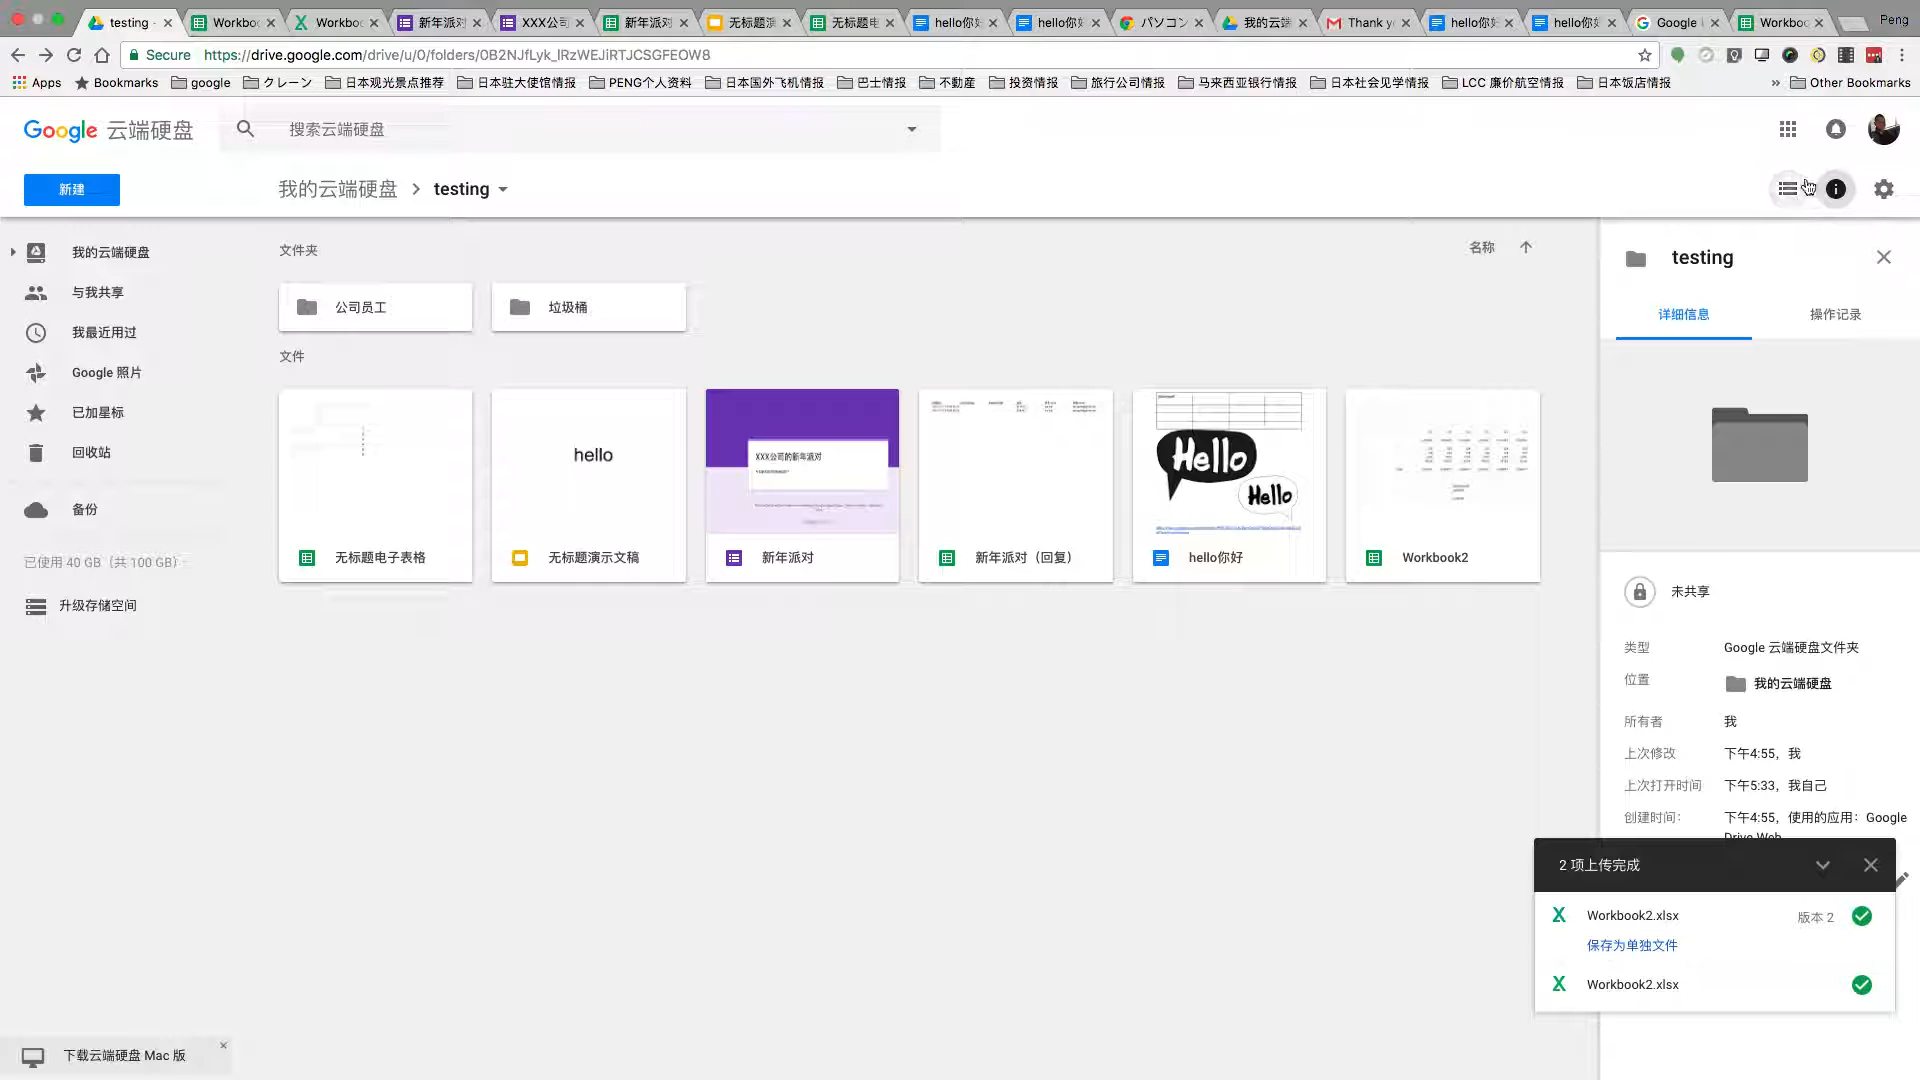 testing - Workboo Workboo 新年派对 XXX公司 新年派对 无标题演 无标题电 hello你好 hello你好 パソコン 我的云端 Thank yo hello你好 hello你好 Google Workboo Peng
Secure https://drive.google.com/drive/u/0/folders/0B2NJfLyk_lRzWEJiRTJCSGFEOW8
Apps Bookmarks google クレーン 日本观光景点推荐 日本驻大使馆情报 PENG个人资料 日本国外飞机情报 巴士情报 不動産 投资情报 旅行公司情报 马来西亚银行情报 日本社会见学情报 LCC 廉价航空情报 日本饭店情报 » Other Bookmarks
Google 云端硬盘 搜索云端硬盘
新建 我的云端硬盘 testing
我的云端硬盘
与我共享
我最近用过
Google 照片
已加星标
回收站
备份
已使用 40 GB（共 100 GB）
升级存储空间
下载云端硬盘 Mac 版
文件夹 名称
公司员工 垃圾桶
文件
hello
XXX公司的新年派对
Hello
Hello
无标题电子表格 无标题演示文稿 新年派对 新年派对（回复） hello你好 Workbook2
testing
详细信息 操作记录
未共享
类型 Google 云端硬盘文件夹
位置 我的云端硬盘
所有者 我
上次修改 下午4:55，我
上次打开时间 下午5:33，我自己
创建时间： 下午4:55，使用的应用：Google
Drive Web
2 项上传完成
Workbook2.xlsx 版本 2
保存为单独文件
Workbook2.xlsx